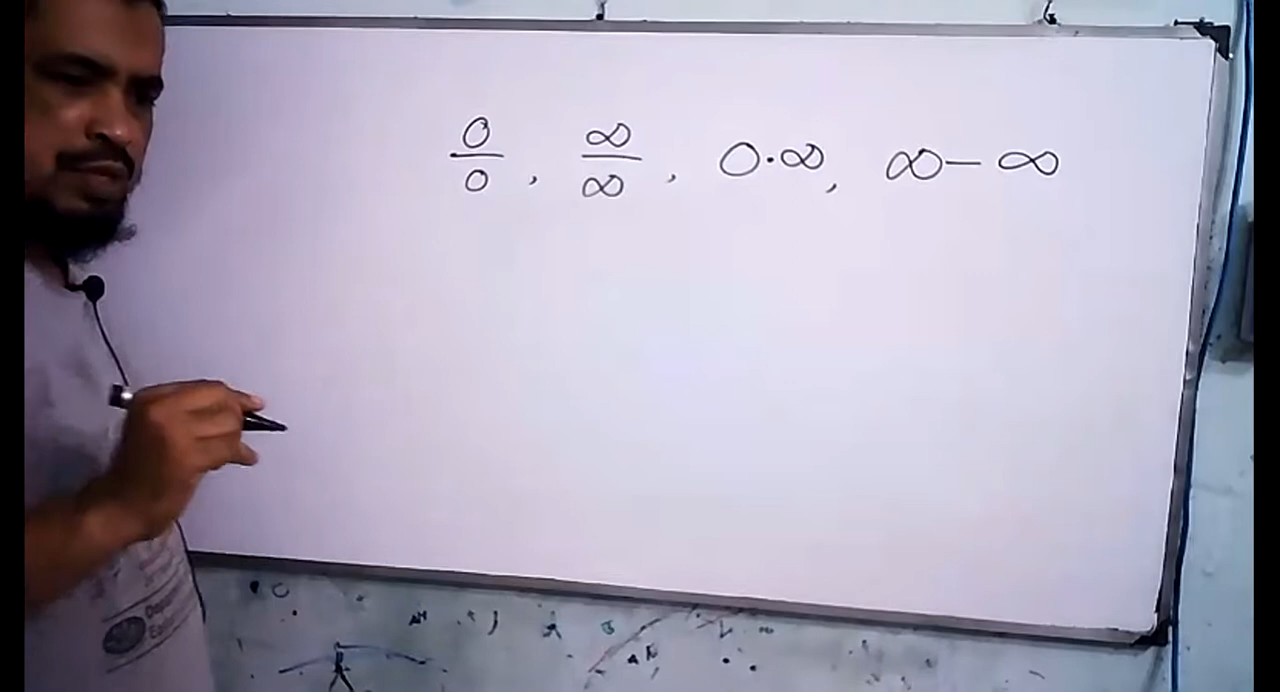 0/0 , ∞/∞ , 0·∞ , ∞ − ∞